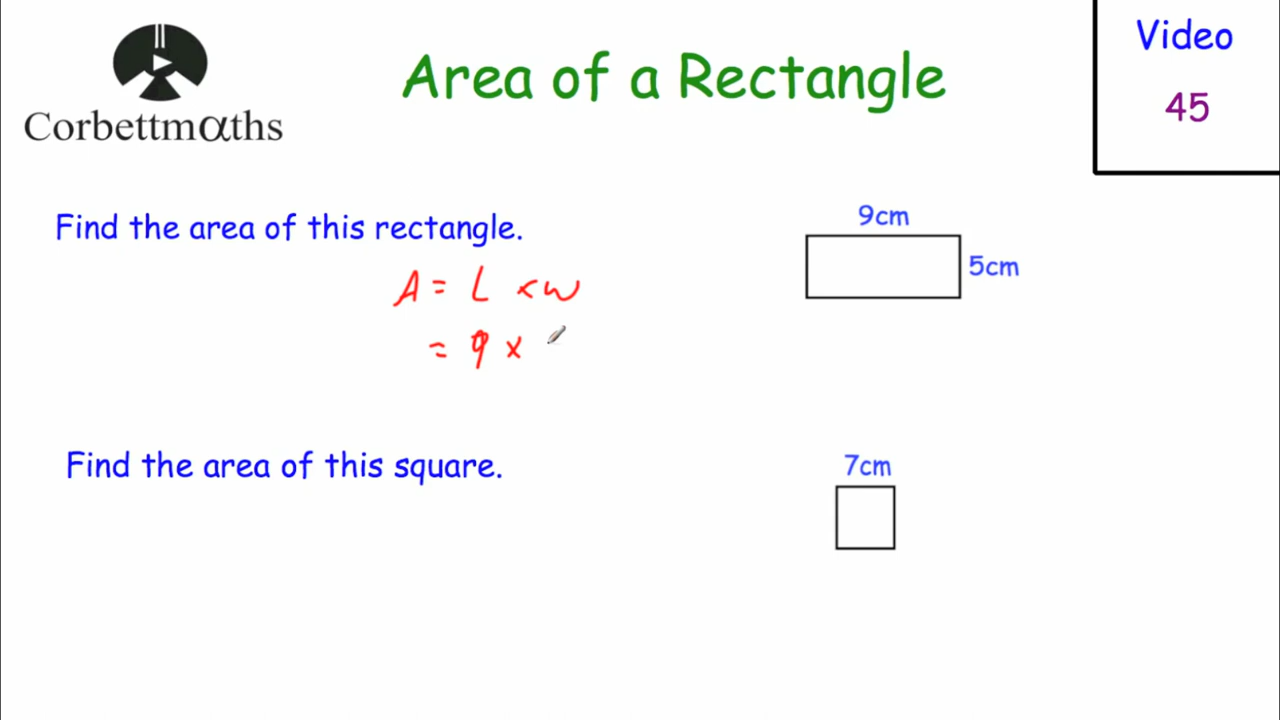 Corbettmαths
Area of a Rectangle
Video
45
Find the area of this rectangle.
9cm
5cm
A = L × w
= 9 ×
Find the area of this square.
7cm